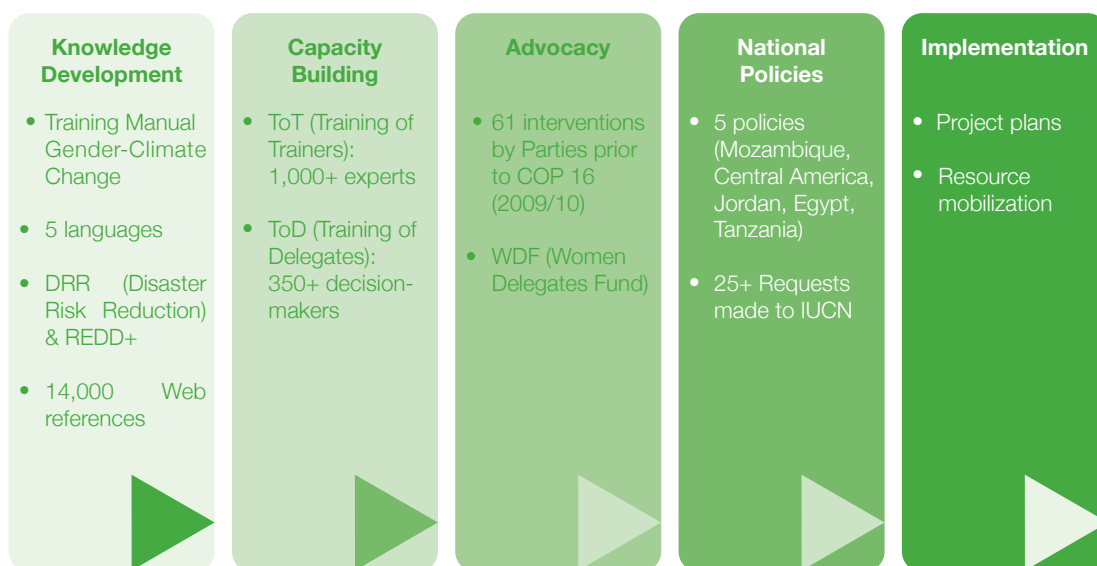 Knowledge
Development
• Training Manual
Gender-Climate
Change
• 5 languages
• DRR (Disaster
Risk Reduction)
& REDD+
• 14,000 Web
references
Capacity
Building
• ToT (Training of
Trainers):
1,000+ experts
• ToD (Training of
Delegates):
350+ decision-
makers
Advocacy
• 61 interventions
by Parties prior
to COP 16
(2009/10)
• WDF (Women
Delegates Fund)
National
Policies
• 5 policies
(Mozambique,
Central America,
Jordan, Egypt,
Tanzania)
• 25+ Requests
made to IUCN
Implementation
• Project plans
• Resource
mobilization